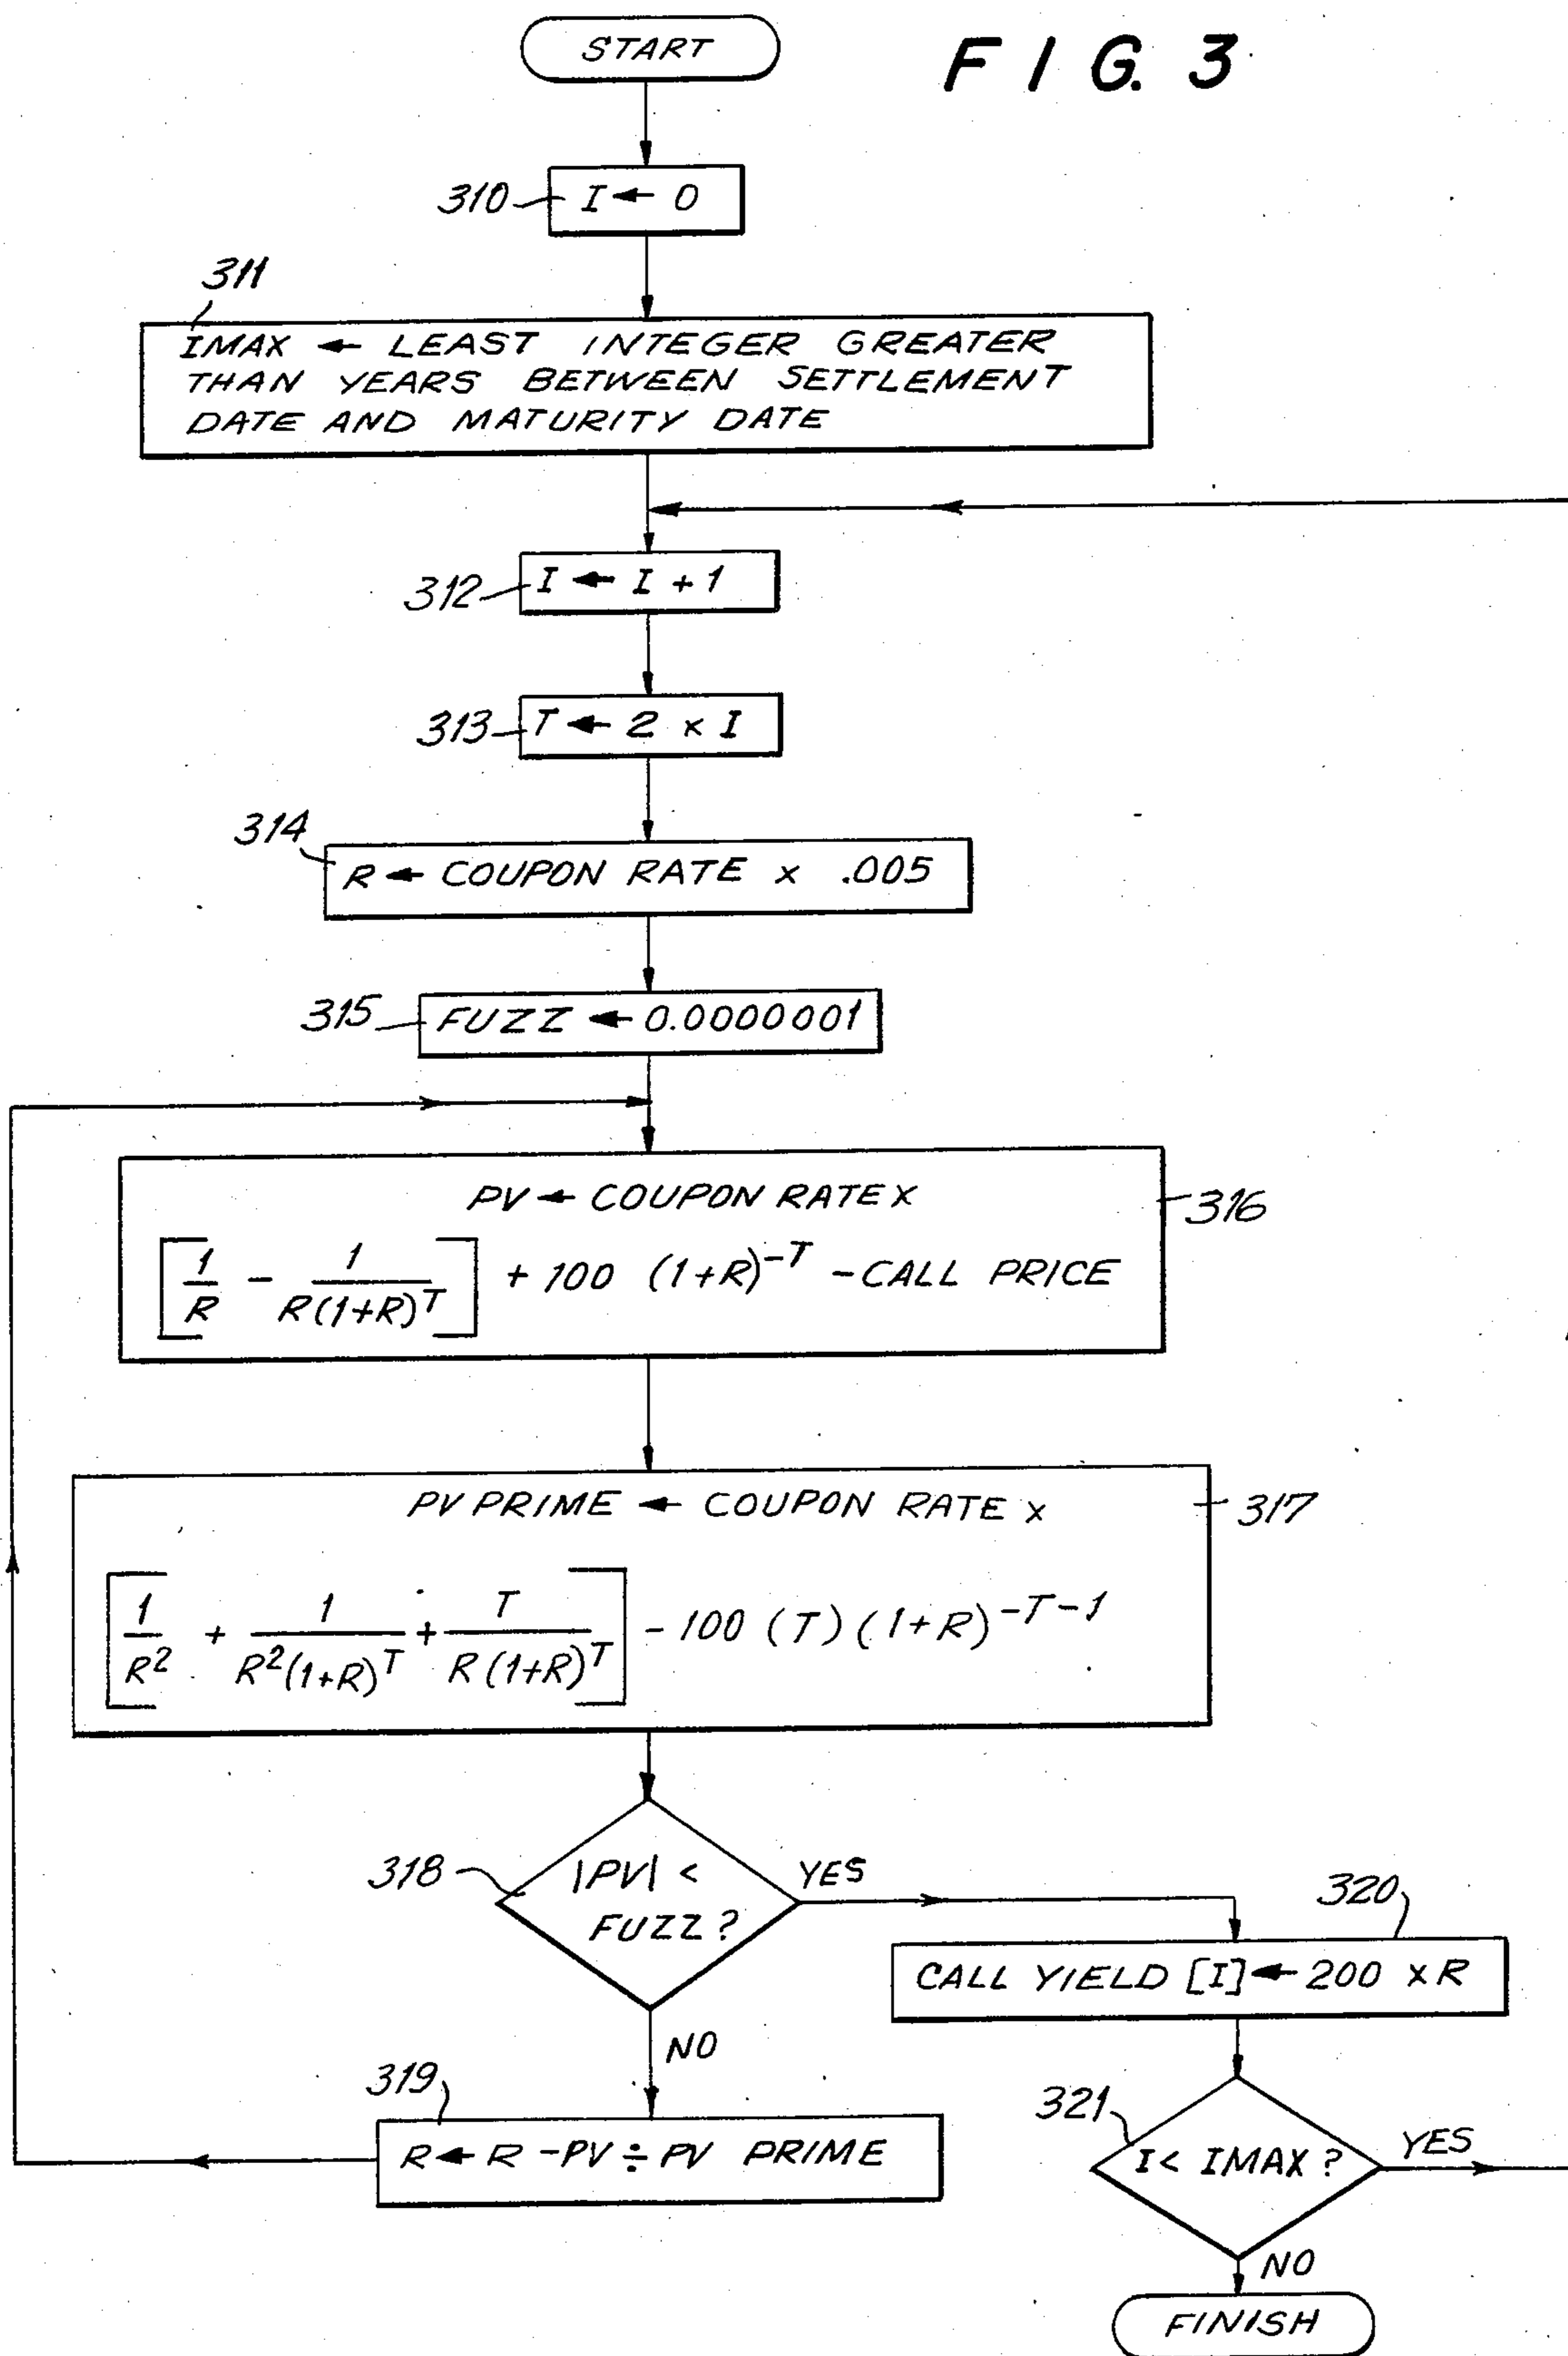 START
FIG. 3
310
I ← 0
311
IMAX ← LEAST INTEGER GREATER
THAN YEARS BETWEEN SETTLEMENT
DATE AND MATURITY DATE
312
I ← I + 1
313
T ← 2 × I
314
R ← COUPON RATE × .005
315
FUZZ ← 0.0000001
PV ← COUPON RATE ×
316
[1/R - 1/R(1+R)^T] + 100 (1+R)^-T - CALL PRICE
PV PRIME ← COUPON RATE ×
317
[1/R^2 + 1/R^2(1+R)^T + T/R(1+R)^T] - 100 (T)(1+R)^-T-1
318
|PV| <
FUZZ?
YES
NO
320
CALL YIELD [I] ← 200 × R
319
R ← R - PV ÷ PV PRIME
321
I < IMAX?
YES
NO
FINISH